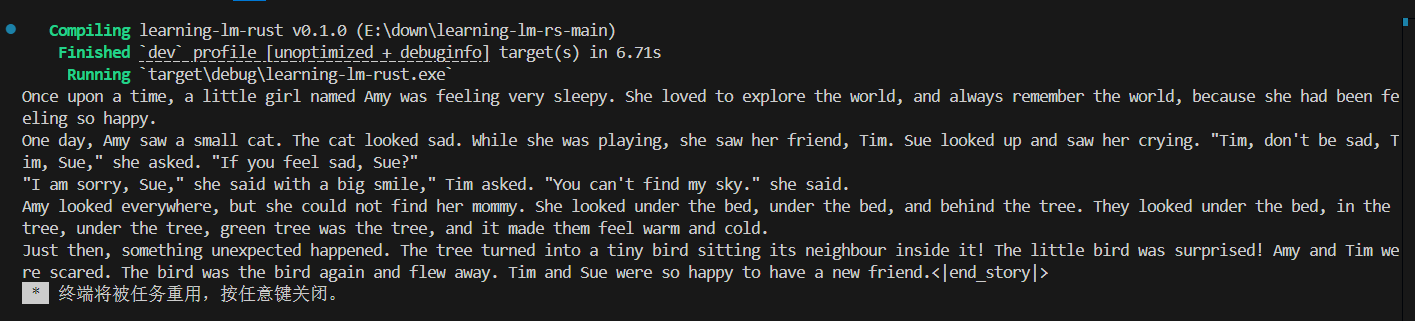 Compiling learning-lm-rust v0.1.0 (E:\down\learning-lm-rs-main)
Finished `dev` profile [unoptimized + debuginfo] target(s) in 6.71s
Running `target\debug\learning-lm-rust.exe`
Once upon a time, a little girl named Amy was feeling very sleepy. She loved to explore the world, and always remember the world, because she had been fe
eling so happy.
One day, Amy saw a small cat. The cat looked sad. While she was playing, she saw her friend, Tim. Sue looked up and saw her crying. "Tim, don't be sad, T
im, Sue," she asked. "If you feel sad, Sue?"
"I am sorry, Sue," she said with a big smile," Tim asked. "You can't find my sky." she said.
Amy looked everywhere, but she could not find her mommy. She looked under the bed, under the bed, and behind the tree. They looked under the bed, in the
tree, under the tree, green tree was the tree, and it made them feel warm and cold.
Just then, something unexpected happened. The tree turned into a tiny bird sitting its neighbour inside it! The little bird was surprised! Amy and Tim we
re scared. The bird was the bird again and flew away. Tim and Sue were so happy to have a new friend.<|end_story|>
* 终端将被任务重用，按任意键关闭。